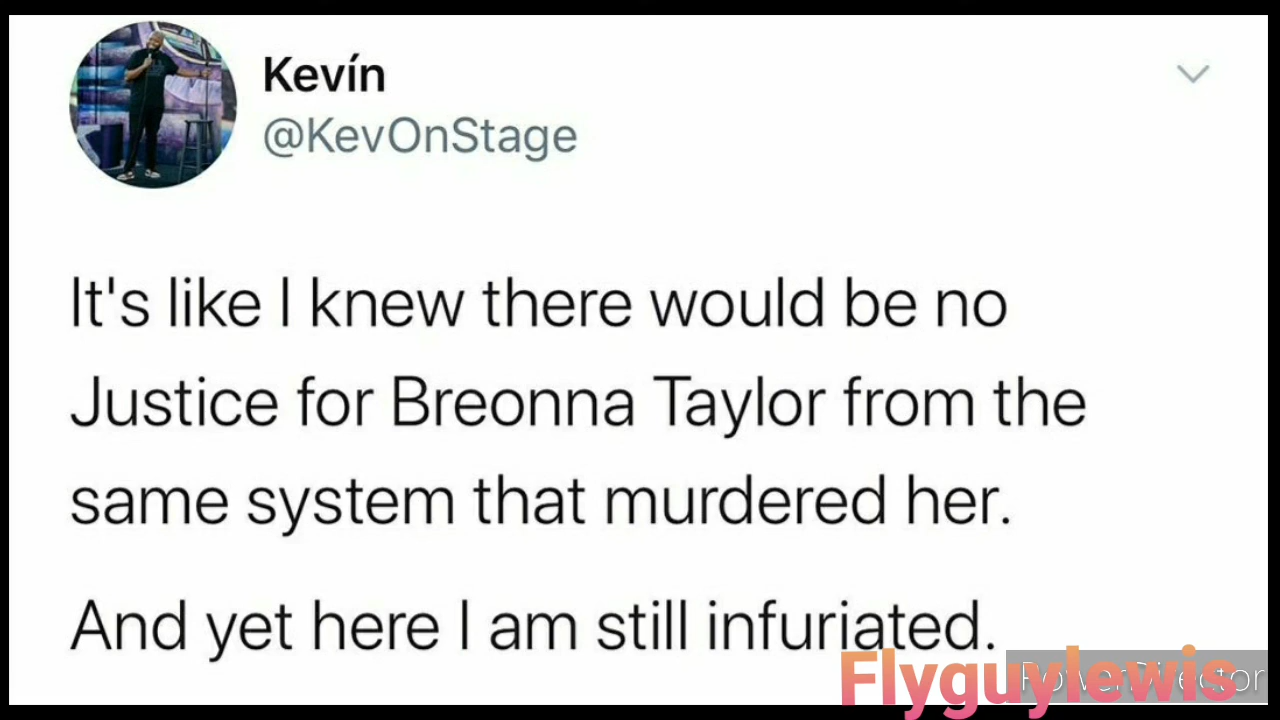 Kevín
@KevOnStage
It's like I knew there would be no
Justice for Breonna Taylor from the
same system that murdered her.
And yet here I am still infuriated.
Flyguylewis
PowerDirector